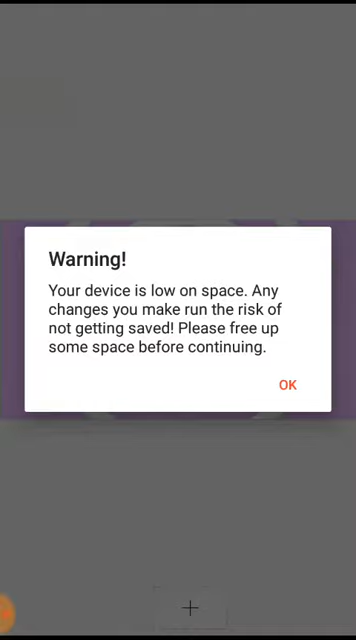 Warning!
Your device is low on space. Any
changes you make run the risk of
not getting saved! Please free up
some space before continuing.
OK